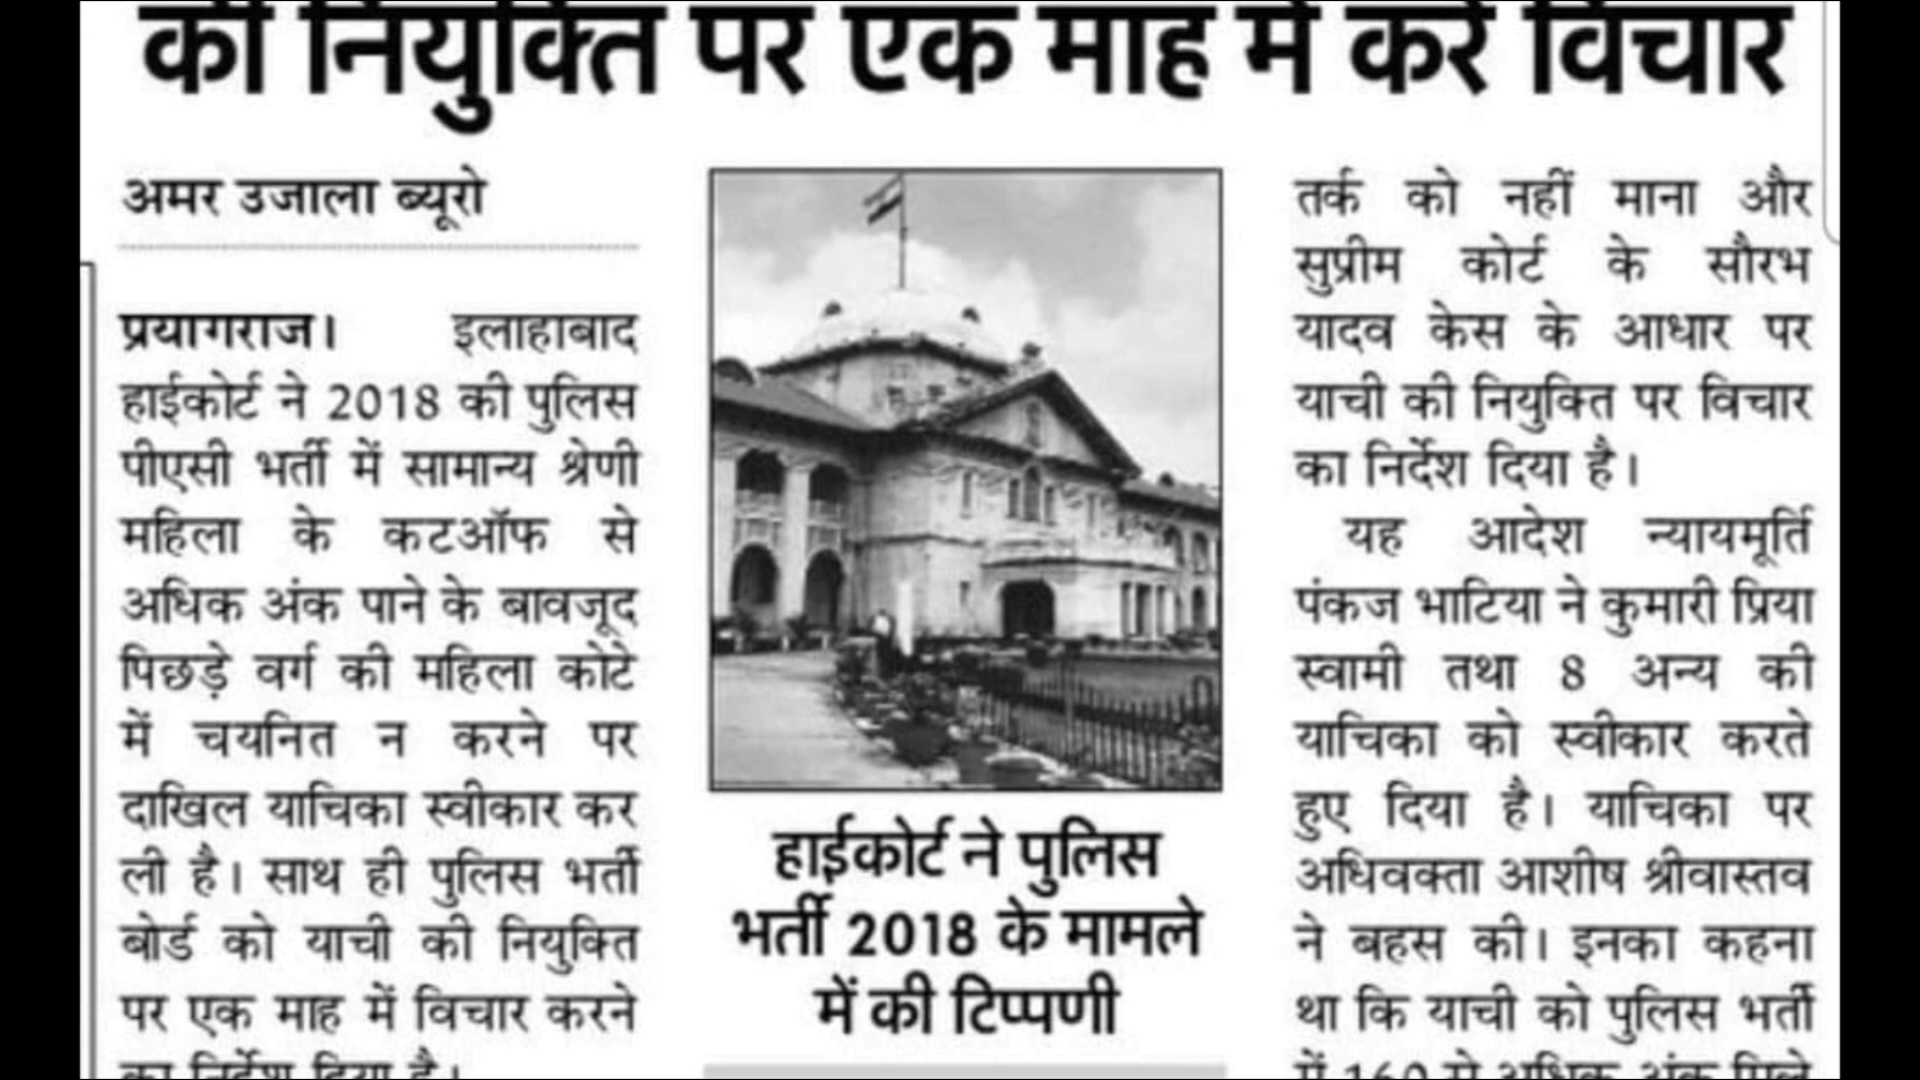 की नियुक्ति पर एक माह में करें विचार
अमर उजाला ब्यूरो
प्रयागराज। इलाहाबाद
हाईकोर्ट ने 2018 की पुलिस
पीएसी भर्ती में सामान्य श्रेणी
महिला के कटऑफ से
अधिक अंक पाने के बावजूद
पिछड़े वर्ग की महिला कोटे
में चयनित न करने पर
दाखिल याचिका स्वीकार कर
ली है। साथ ही पुलिस भर्ती
बोर्ड को याची की नियुक्ति
पर एक माह में विचार करने
का निर्देश दिया है।
हाईकोर्ट ने पुलिस
भर्ती 2018 के मामले
में की टिप्पणी
तर्क को नहीं माना और
सुप्रीम कोर्ट के सौरभ
यादव केस के आधार पर
याची की नियुक्ति पर विचार
का निर्देश दिया है।
यह आदेश न्यायमूर्ति
पंकज भाटिया ने कुमारी प्रिया
स्वामी तथा 8 अन्य की
याचिका को स्वीकार करते
हुए दिया है। याचिका पर
अधिवक्ता आशीष श्रीवास्तव
ने बहस की। इनका कहना
था कि याची को पुलिस भर्ती
में 160 से अधिक अंक मिले